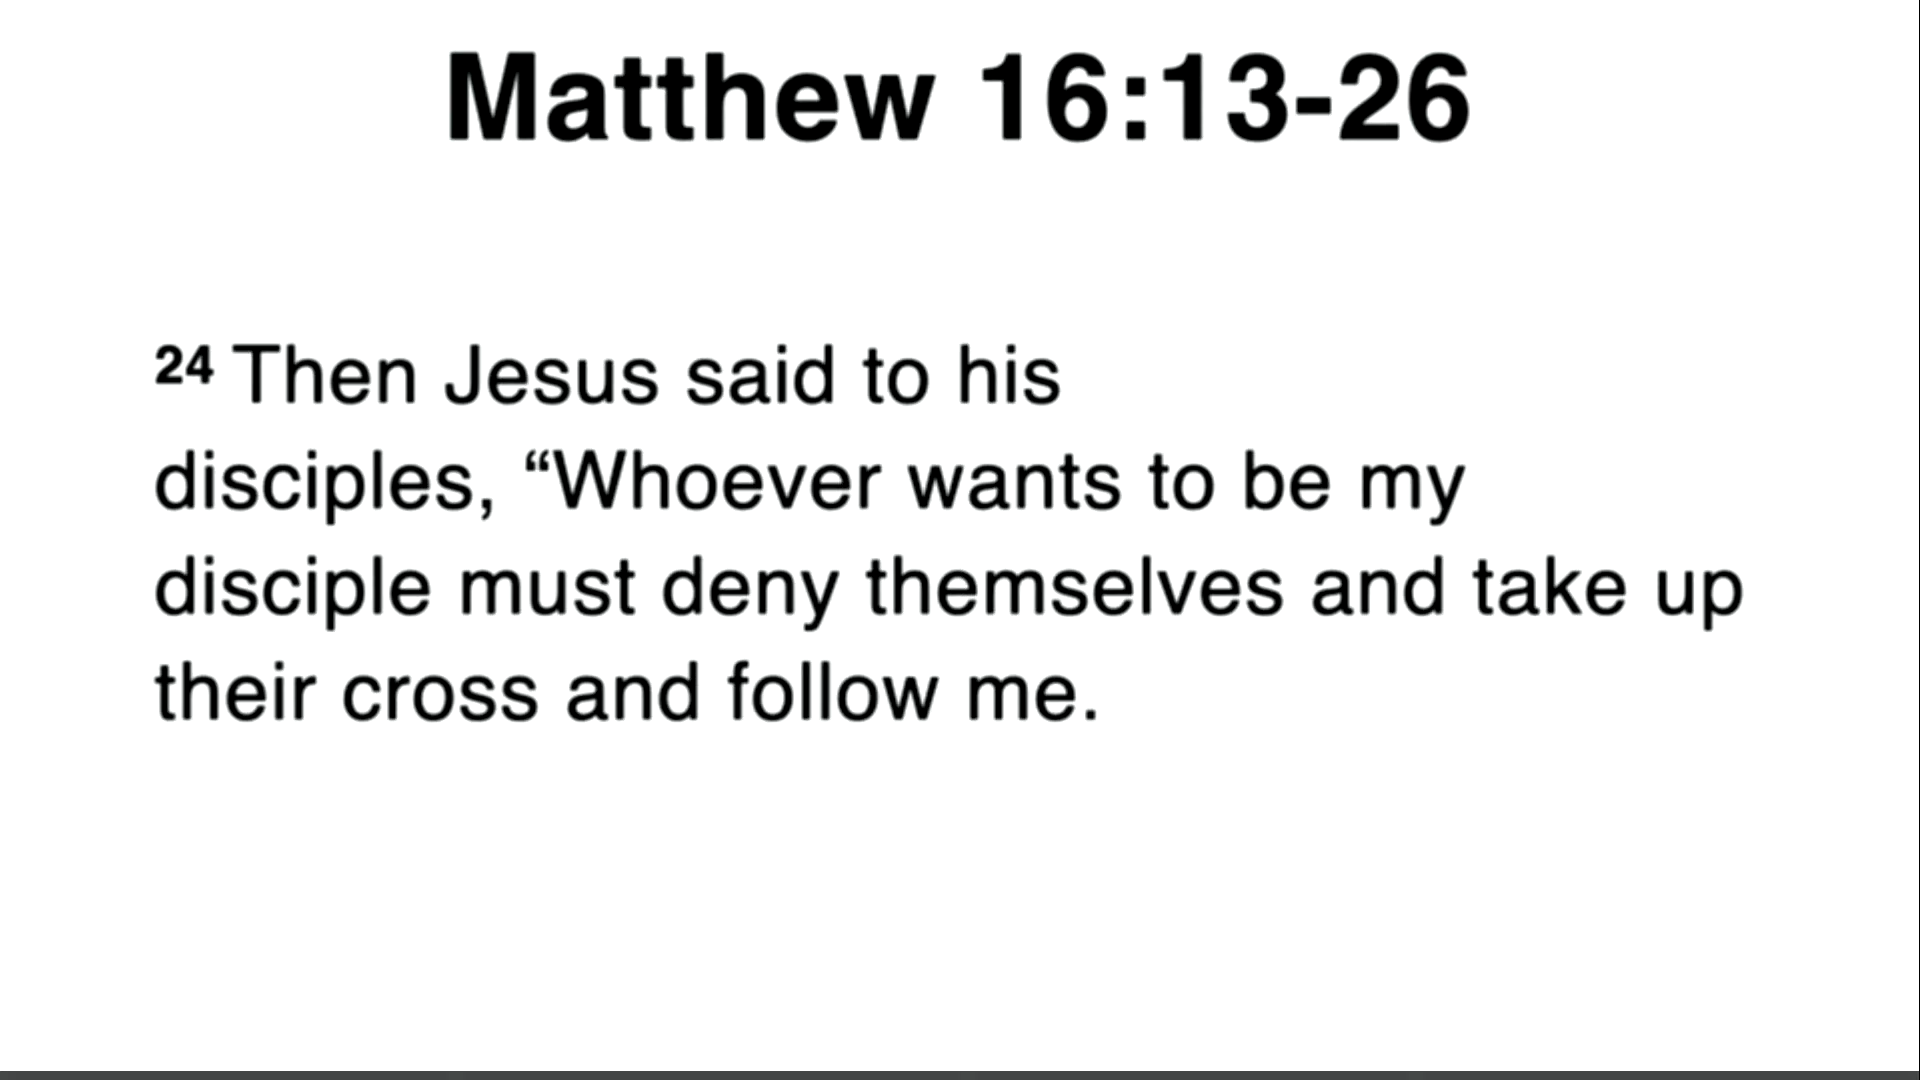 Matthew 16:13-26
24 Then Jesus said to his
disciples, “Whoever wants to be my
disciple must deny themselves and take up
their cross and follow me.